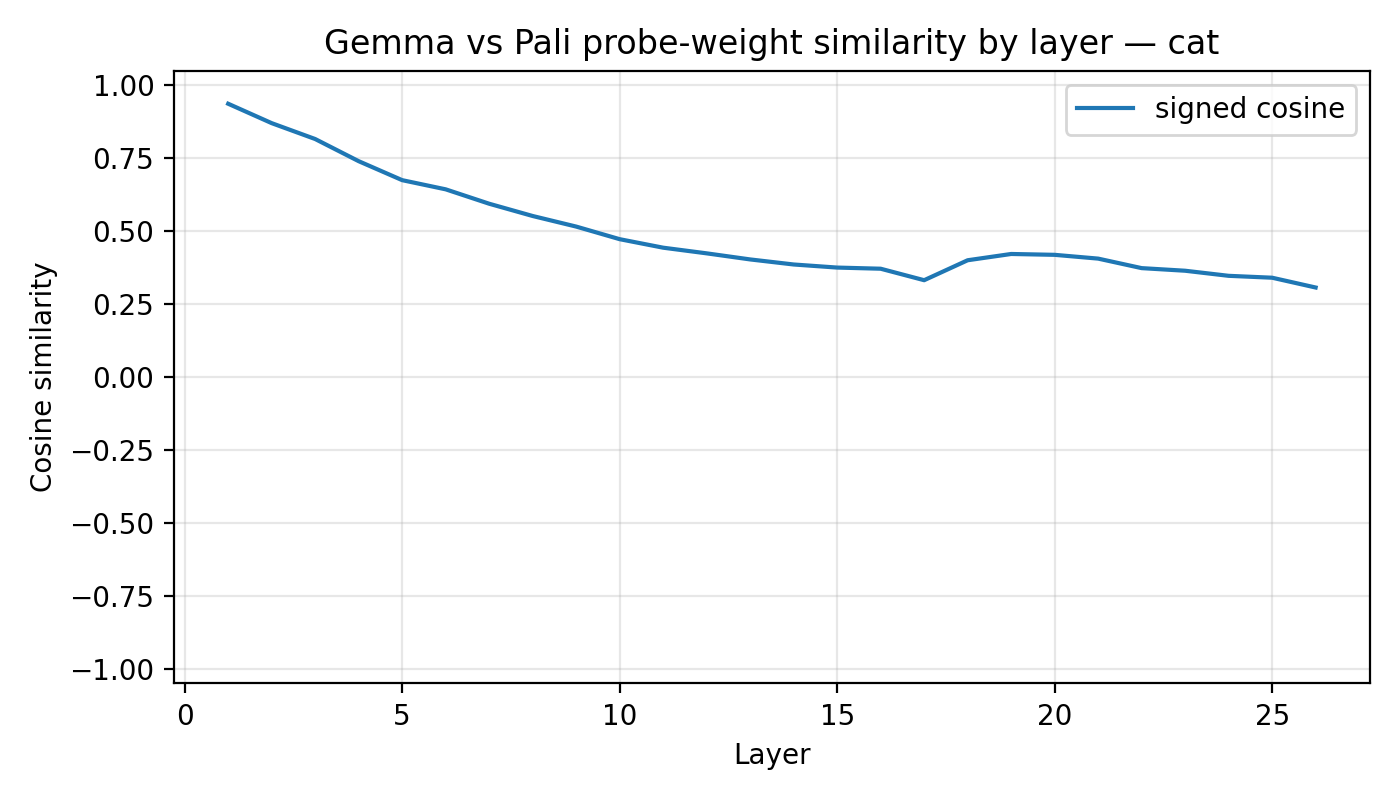 Gemma vs Pali probe-weight similarity by layer — cat
signed cosine
Cosine similarity
1.00
0.75
0.50
0.25
0.00
−0.25
−0.50
−0.75
−1.00
0 5 10 15 20 25
Layer